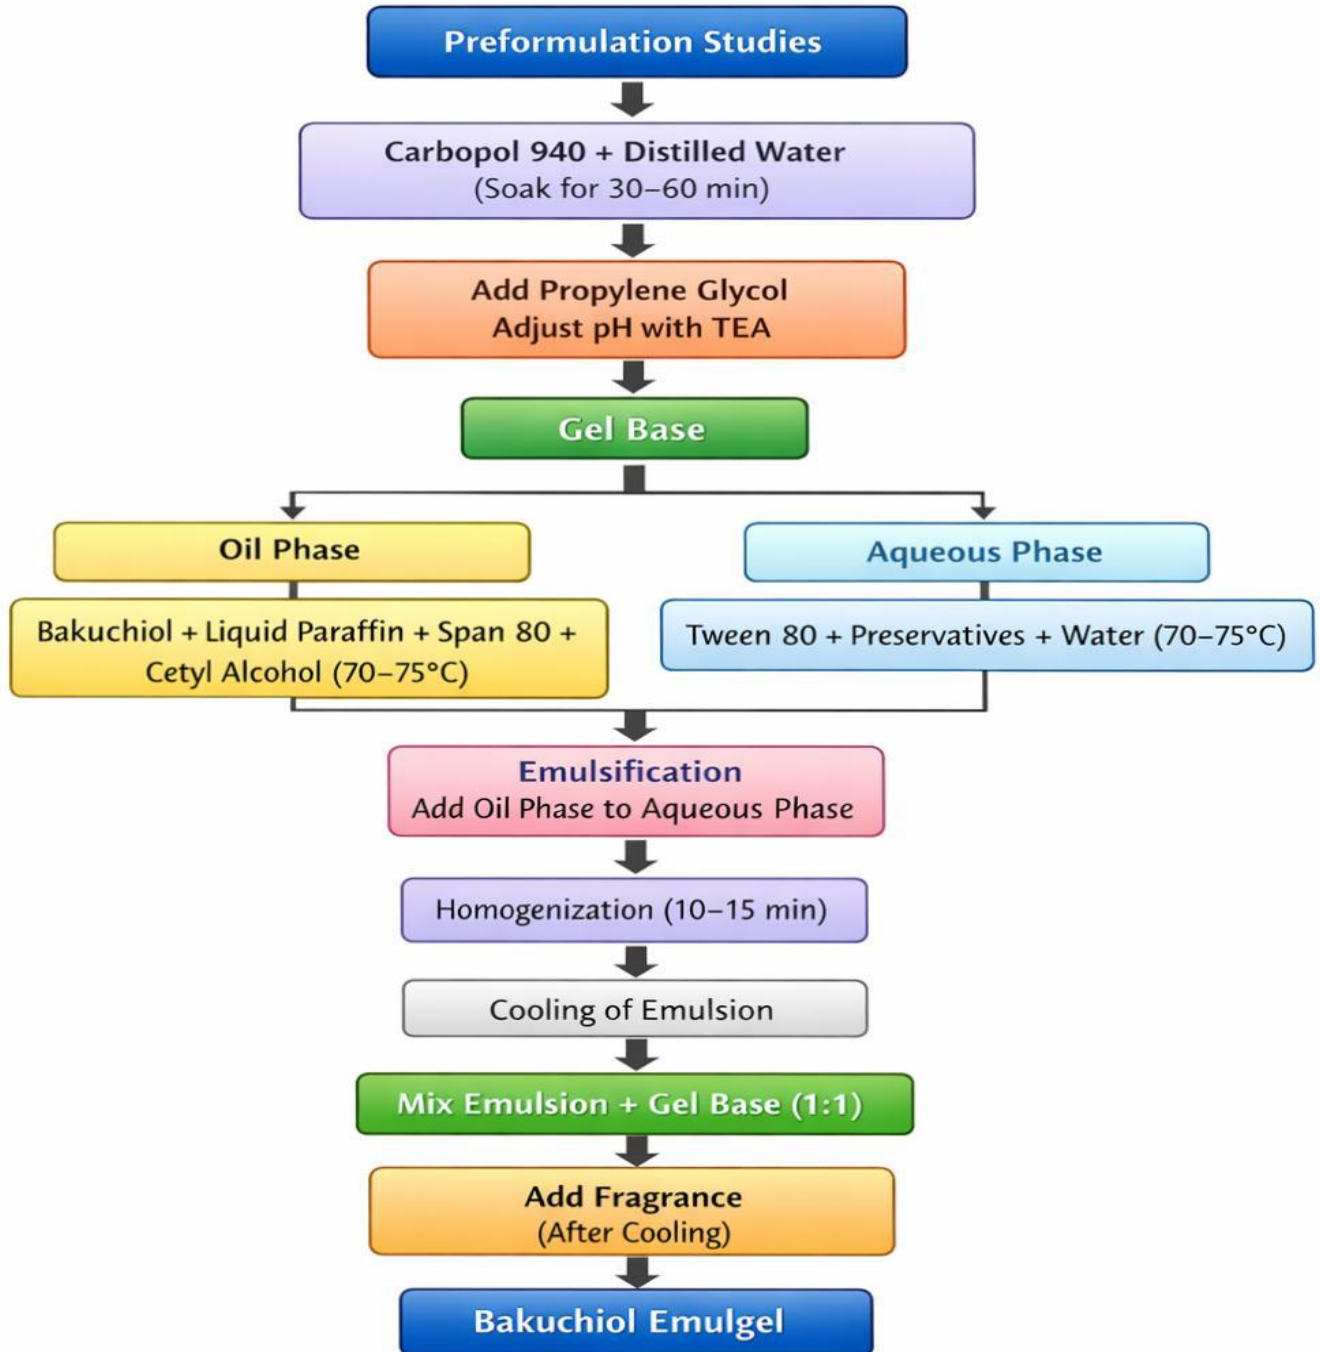 Preformulation Studies
Carbopol 940 + Distilled Water
(Soak for 30–60 min)
Add Propylene Glycol
Adjust pH with TEA
Gel Base
Oil Phase
Aqueous Phase
Bakuchiol + Liquid Paraffin + Span 80 +
Cetyl Alcohol (70–75°C)
Tween 80 + Preservatives + Water (70–75°C)
Emulsification
Add Oil Phase to Aqueous Phase
Homogenization (10–15 min)
Cooling of Emulsion
Mix Emulsion + Gel Base (1:1)
Add Fragrance
(After Cooling)
Bakuchiol Emulgel